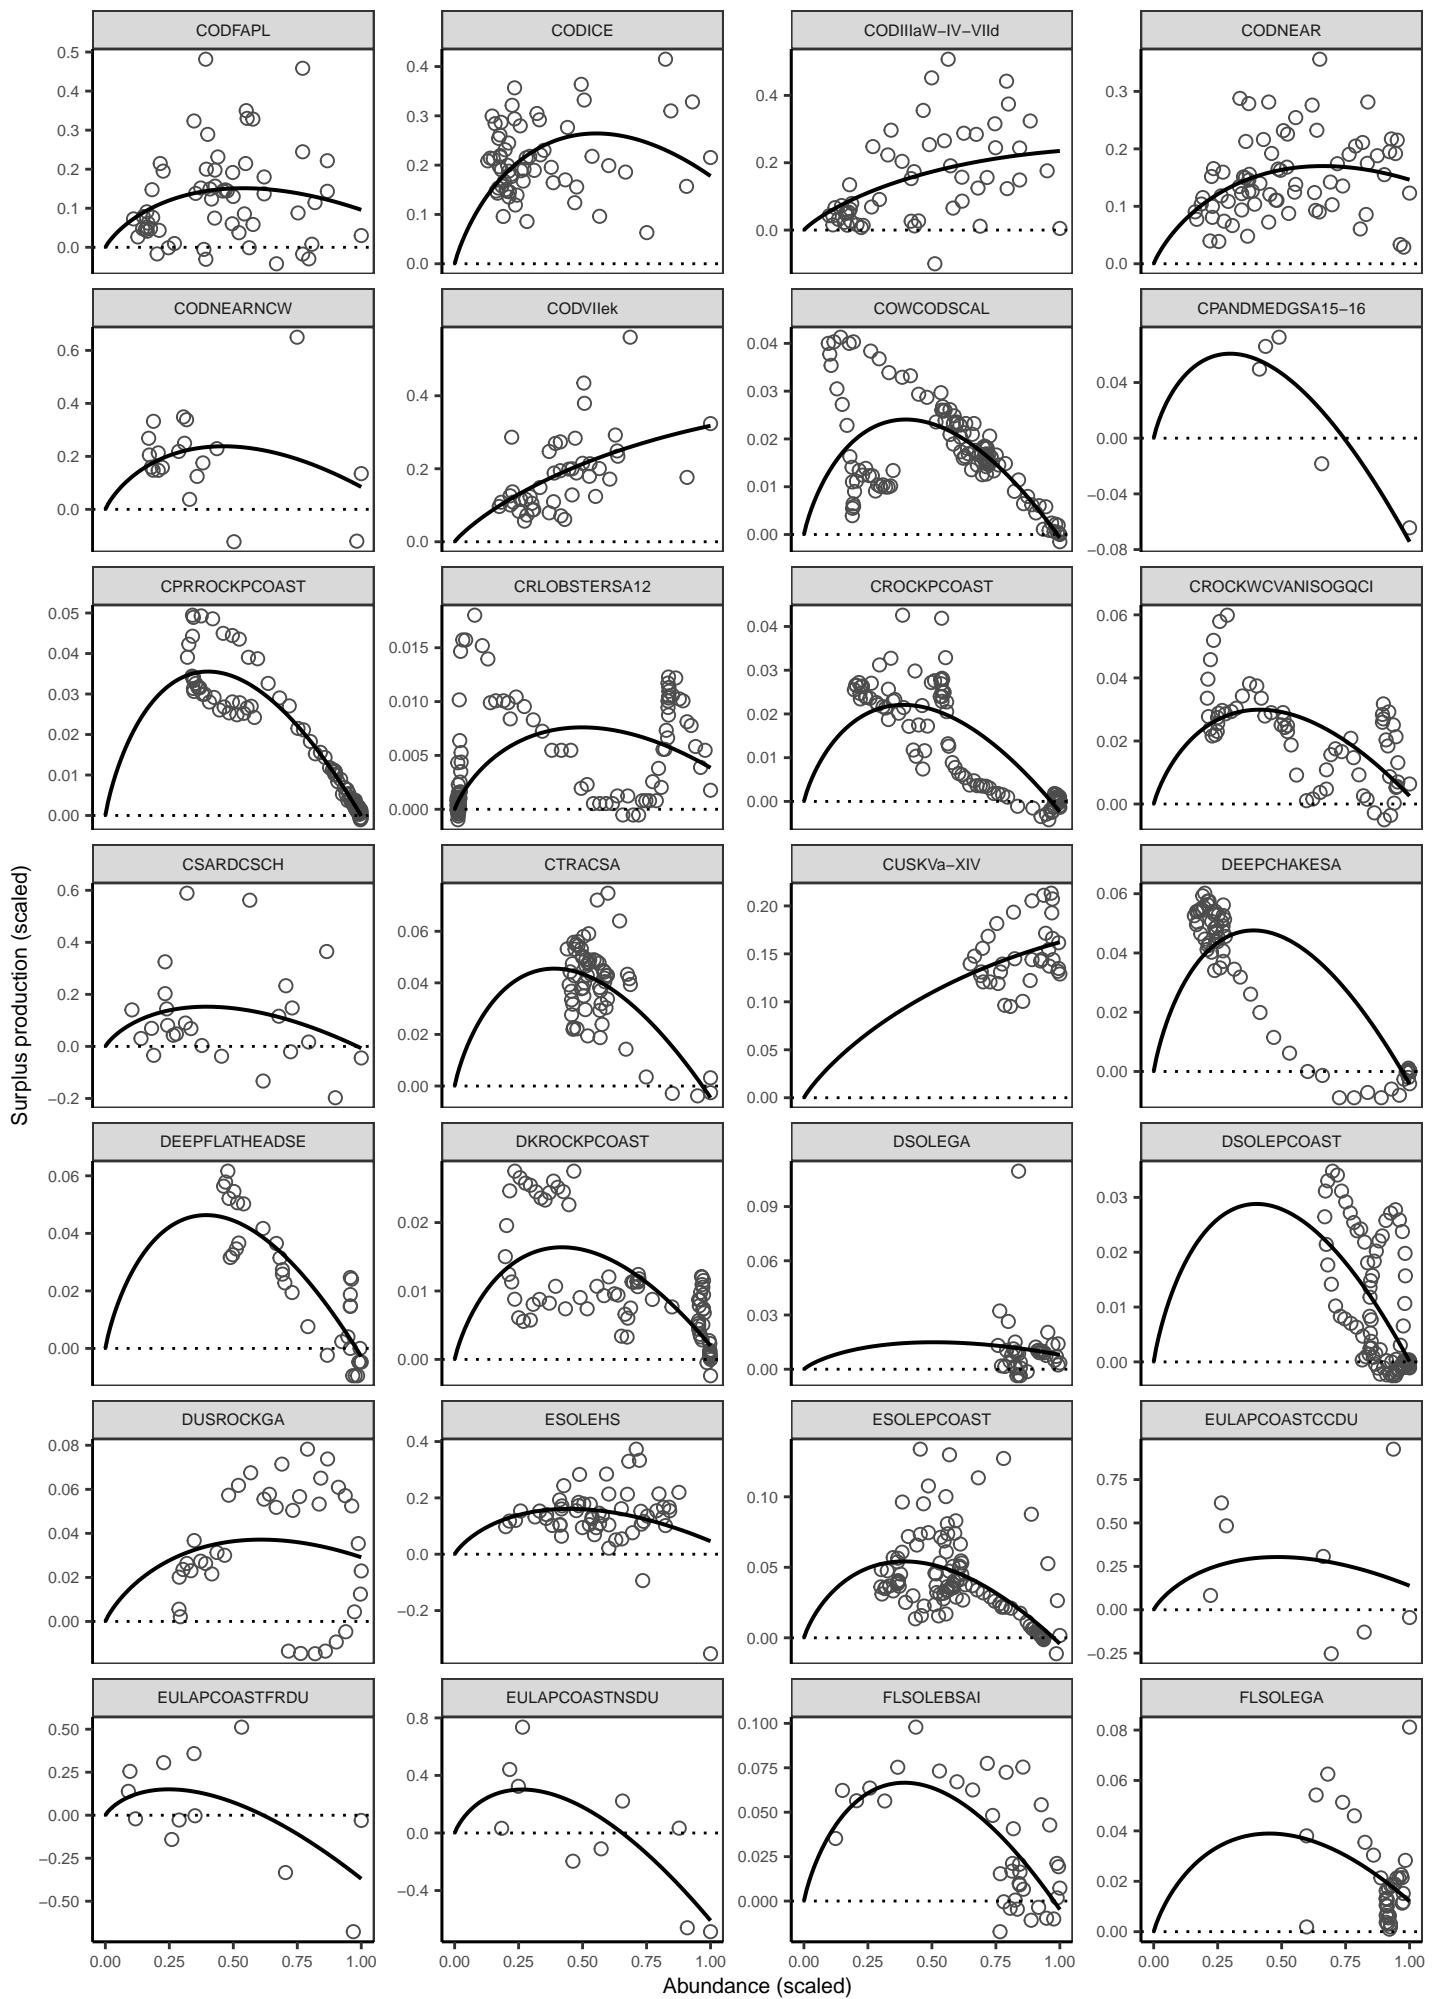 CODFAPL CODICE CODIIIaW−IV−VIId CODNEAR
0.5 0.4 0.3 0.2 0.1 0.0
0.4 0.3 0.2 0.1 0.0
0.4 0.2 0.0
0.3 0.2 0.1 0.0
CODNEARNCW CODVIIek COWCODSCAL CPANDMEDGSA15−16
0.6 0.4 0.2 0.0
0.4 0.2 0.0
0.04 0.03 0.02 0.01 0.00
0.04 0.00 −0.04 −0.08
CPRROCKPCOAST CRLOBSTERSA12 CROCKPCOAST CROCKWCVANISOGQCI
0.05 0.04 0.03 0.02 0.01 0.00
0.015 0.010 0.005 0.000
0.04 0.03 0.02 0.01 0.00
0.06 0.04 0.02 0.00
CSARDCSCH CTRACSA CUSKVa−XIV DEEPCHAKESA
0.6 0.4 0.2 0.0 −0.2
0.06 0.04 0.02 0.00
0.20 0.15 0.10 0.05 0.00
0.06 0.04 0.02 0.00
Surplus production (scaled)
DEEPFLATHEADSE DKROCKPCOAST DSOLEGA DSOLEPCOAST
0.06 0.04 0.02 0.00
0.02 0.01 0.00
0.09 0.06 0.03 0.00
0.03 0.02 0.01 0.00
DUSROCKGA ESOLEHS ESOLEPCOAST EULAPCOASTCCDU
0.08 0.06 0.04 0.02 0.00
0.4 0.2 0.0 −0.2
0.10 0.05 0.00
0.75 0.50 0.25 0.00 −0.25
EULAPCOASTFRDU EULAPCOASTNSDU FLSOLEBSAI FLSOLEGA
0.50 0.25 0.00 −0.25 −0.50
0.8 0.4 0.0 −0.4
0.100 0.075 0.050 0.025 0.000
0.08 0.06 0.04 0.02 0.00
0.00 0.25 0.50 0.75 1.00 0.00 0.25 0.50 0.75 1.00 0.00 0.25 0.50 0.75 1.00 0.00 0.25 0.50 0.75 1.00
Abundance (scaled)